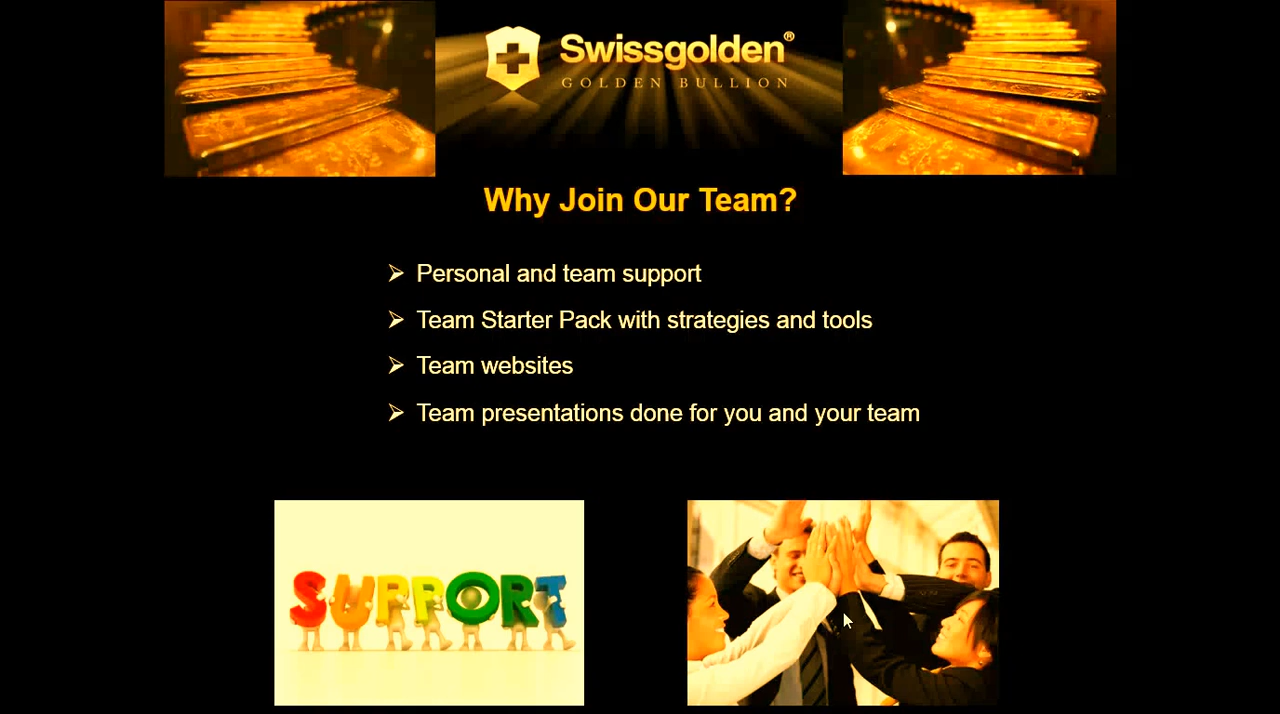 Swissgolden®
GOLDEN BULLION
Why Join Our Team?
➢ Personal and team support
➢ Team Starter Pack with strategies and tools
➢ Team websites
➢ Team presentations done for you and your team
SUPPORT